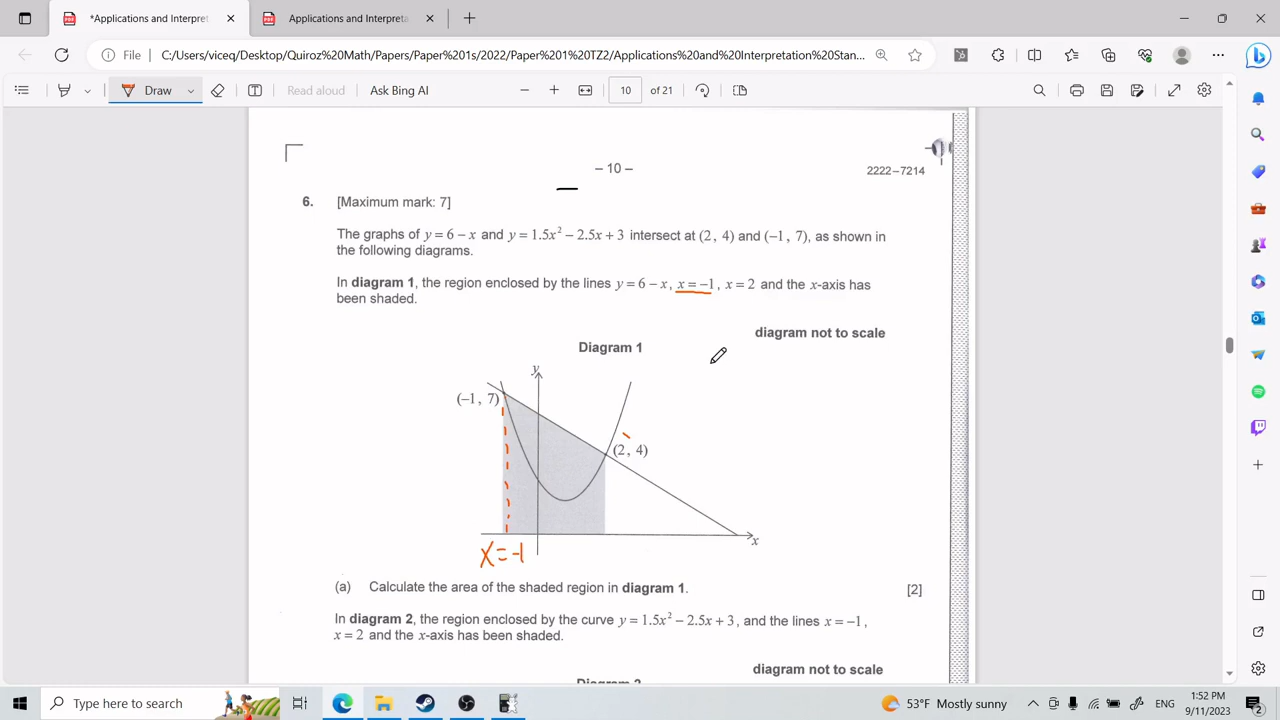 *Applications and Interpreta
Applications and Interpreta
File
C:/Users/viceq/Desktop/Quiroz%20Math/Papers/Paper%201s/2022/Paper%201%20TZ2/Applications%20and%20Interpretation%20Stan...
Draw
Read aloud
Ask Bing AI
10
of 21
– 10 –
2222–7214
6.
[Maximum mark: 7]
The graphs of y = 6 − x and y = 1.5x² − 2.5x + 3 intersect at (2, 4) and (−1, 7), as shown in
the following diagrams.
In diagram 1, the region enclosed by the lines y = 6 − x, x = −1, x = 2 and the x-axis has
been shaded.
diagram not to scale
Diagram 1
y
(−1, 7)
(2, 4)
x
X = -1
(a) Calculate the area of the shaded region in diagram 1.
[2]
In diagram 2, the region enclosed by the curve y = 1.5x² − 2.5x + 3, and the lines x = −1,
x = 2 and the x-axis has been shaded.
diagram not to scale
Diagram 2
Type here to search
53°F Mostly sunny
ENG
1:52 PM
9/11/2023
2